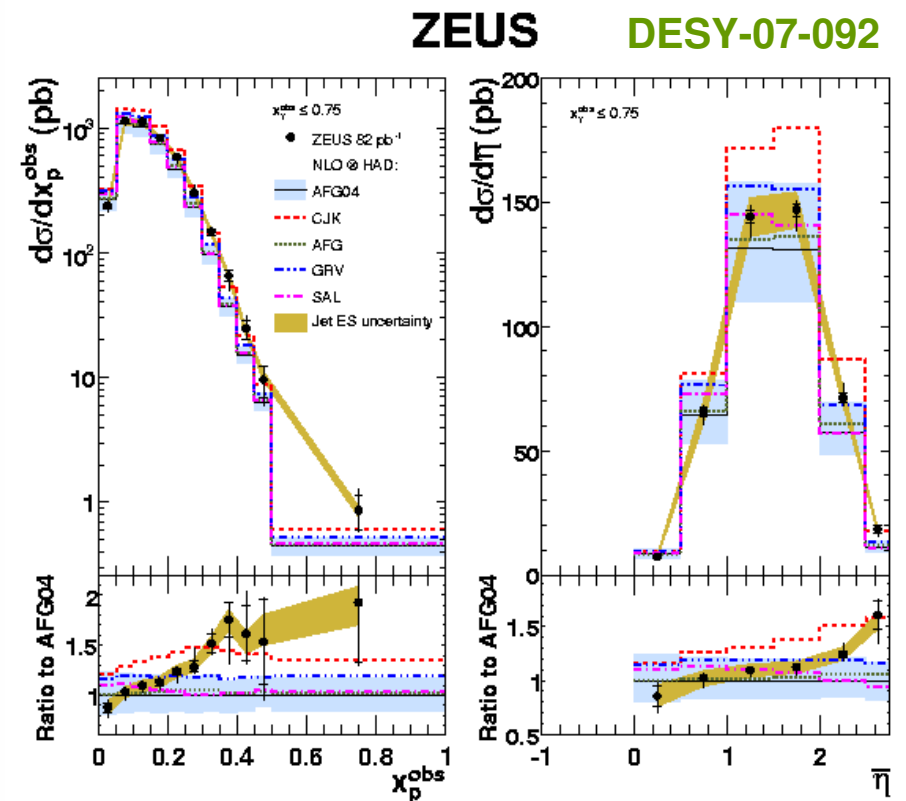 ZEUS DESY-07-092
dσ/dx_p^obs (pb)
10³
10²
10
1
x_γ^obs ≤ 0.75
ZEUS 82 pb⁻¹
NLO ⊗ HAD:
AFG04
CJK
AFG
GRV
SAL
Jet ES uncertainty
Ratio to AFG04
2
1.5
1
0 0.2 0.4 0.6 0.8 1
x_p^obs
dσ/dη̅ (pb)
200
150
100
50
0
x_γ^obs ≤ 0.75
Ratio to AFG04
1.5
1
0.5
-1 0 1 2
η̅